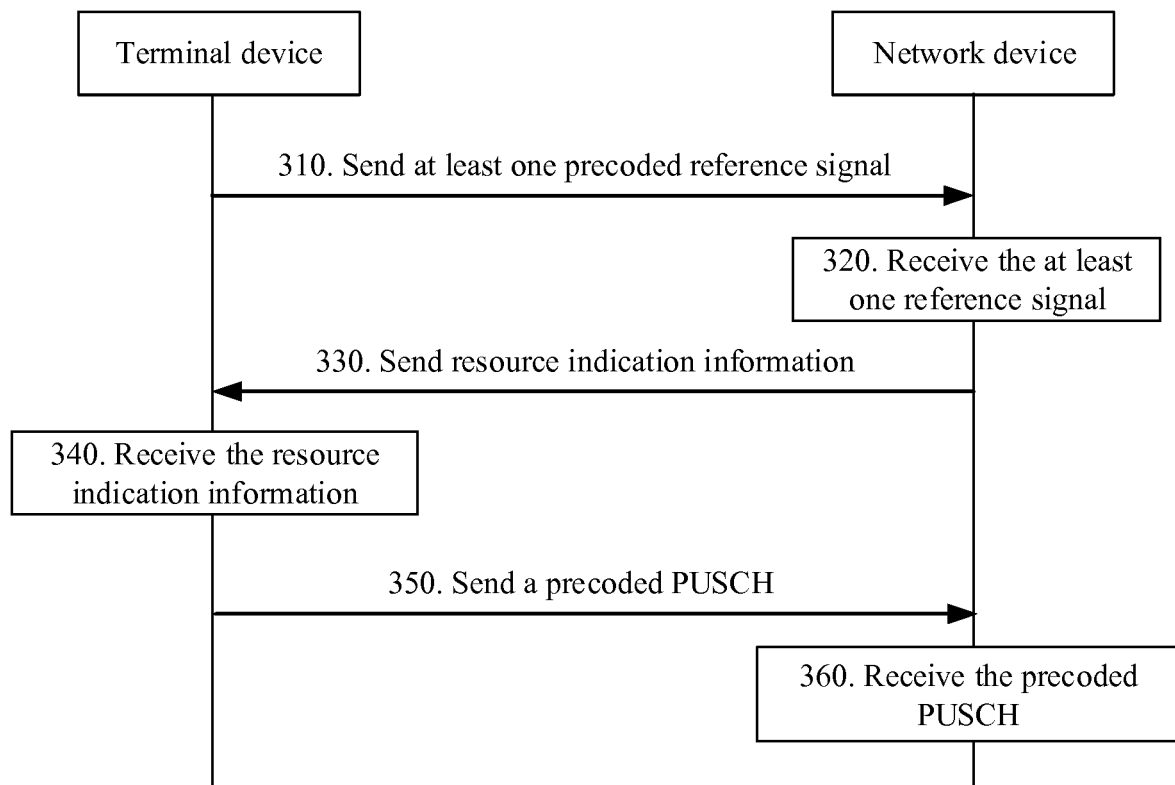 Terminal device
Network device
310. Send at least one precoded reference signal
320. Receive the at least
one reference signal
330. Send resource indication information
340. Receive the resource
indication information
350. Send a precoded PUSCH
360. Receive the precoded
PUSCH